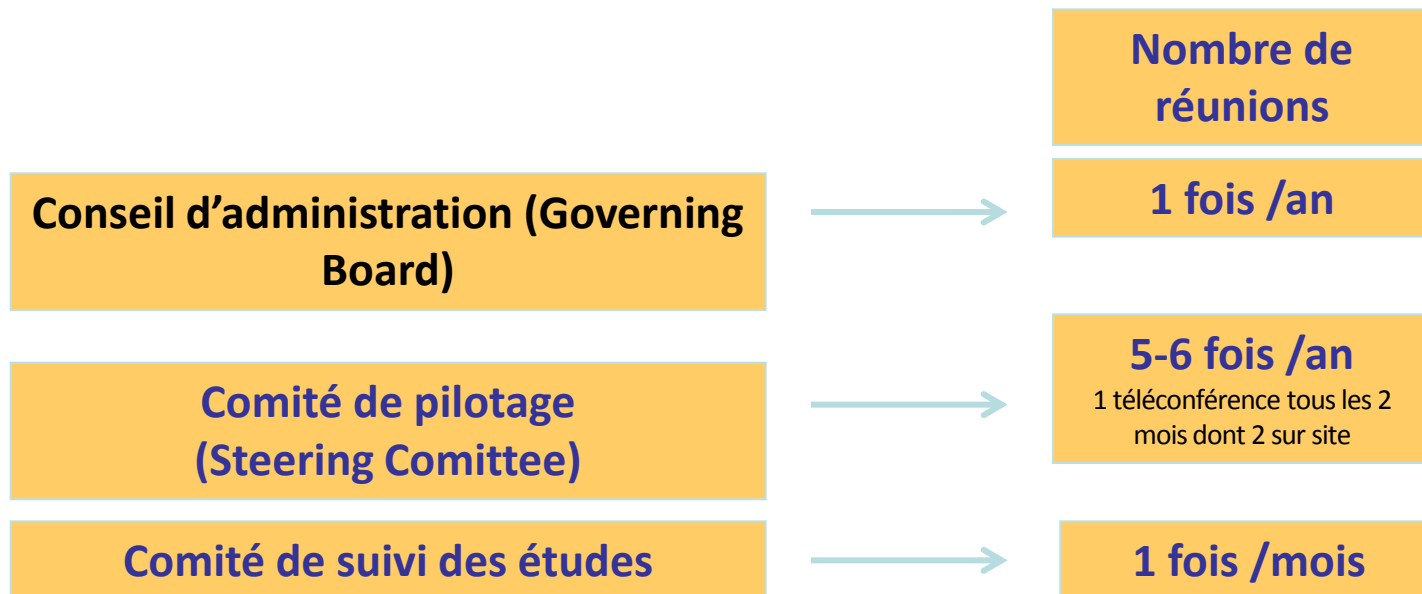 Nombre de
réunions
Conseil d’administration (Governing
Board)
1 fois /an
Comité de pilotage
(Steering Comittee)
5-6 fois /an
1 téléconférence tous les 2
mois dont 2 sur site
Comité de suivi des études
1 fois /mois